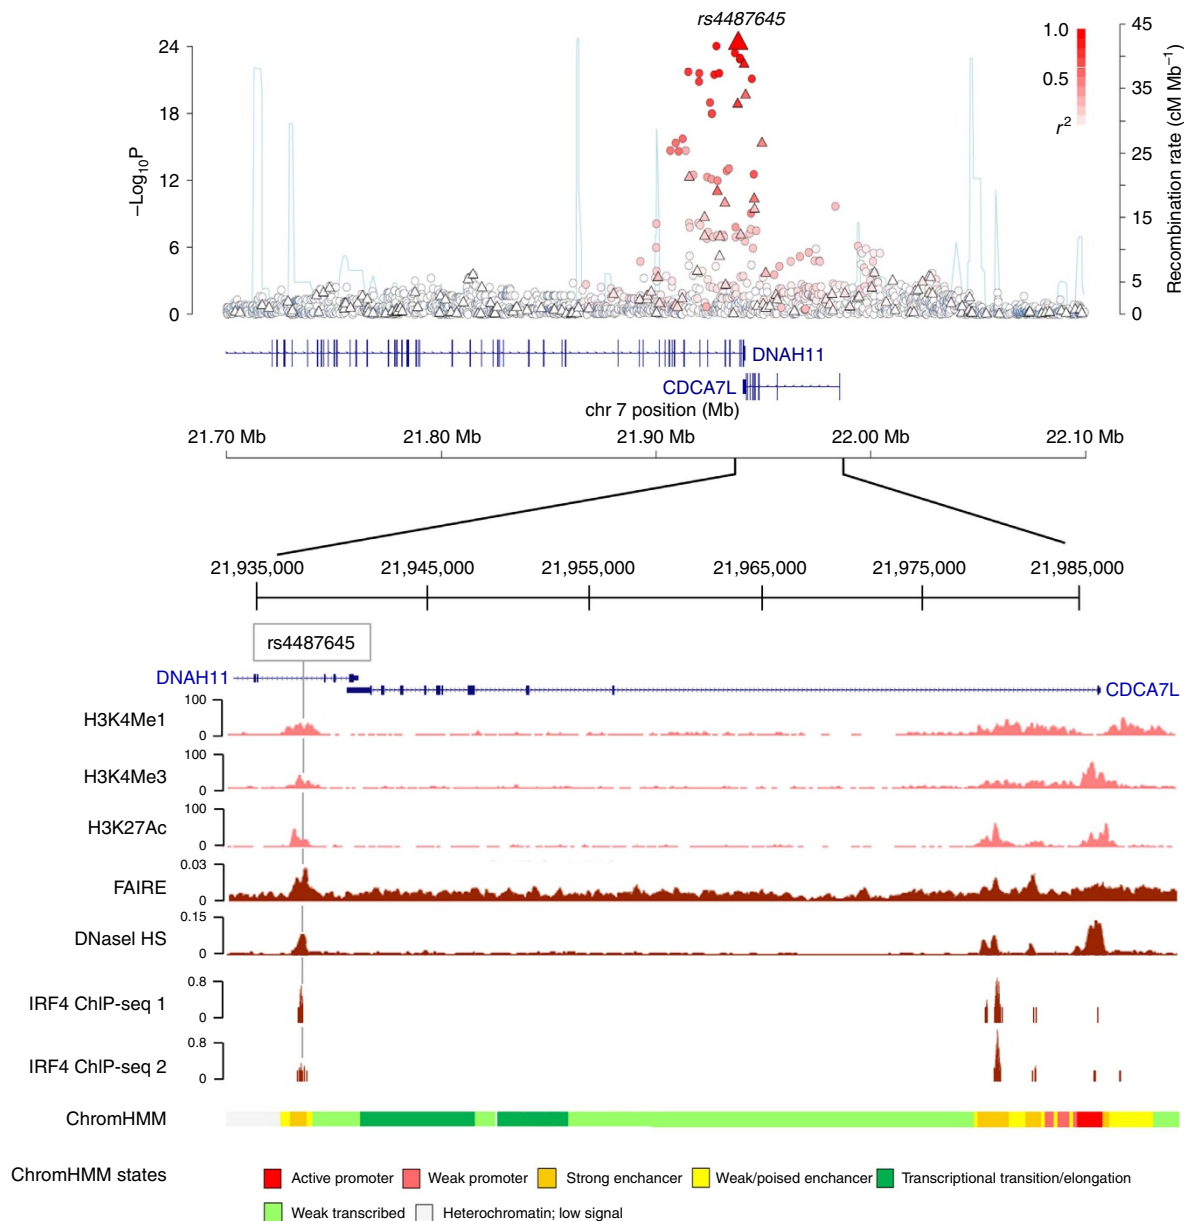 rs4487645
24
18
12
6
0
–Log10P
1.0
0.5
r2
45
35
25
15
5
0
Recombination rate (cM Mb−1)
DNAH11
CDCA7L
chr 7 position (Mb)
21.70 Mb 21.80 Mb 21.90 Mb 22.00 Mb 22.10 Mb
21,935,000 21,945,000 21,955,000 21,965,000 21,975,000 21,985,000
rs4487645
DNAH11
CDCA7L
H3K4Me1 100 0
H3K4Me3 100 0
H3K27Ac 100 0
FAIRE 0.03 0
DNaseI HS 0.15 0
IRF4 ChIP-seq 1 0.8 0
IRF4 ChIP-seq 2 0.8 0
ChromHMM
ChromHMM states
Active promoter Weak promoter Strong enchancer Weak/poised enchancer Transcriptional transition/elongation
Weak transcribed Heterochromatin; low signal